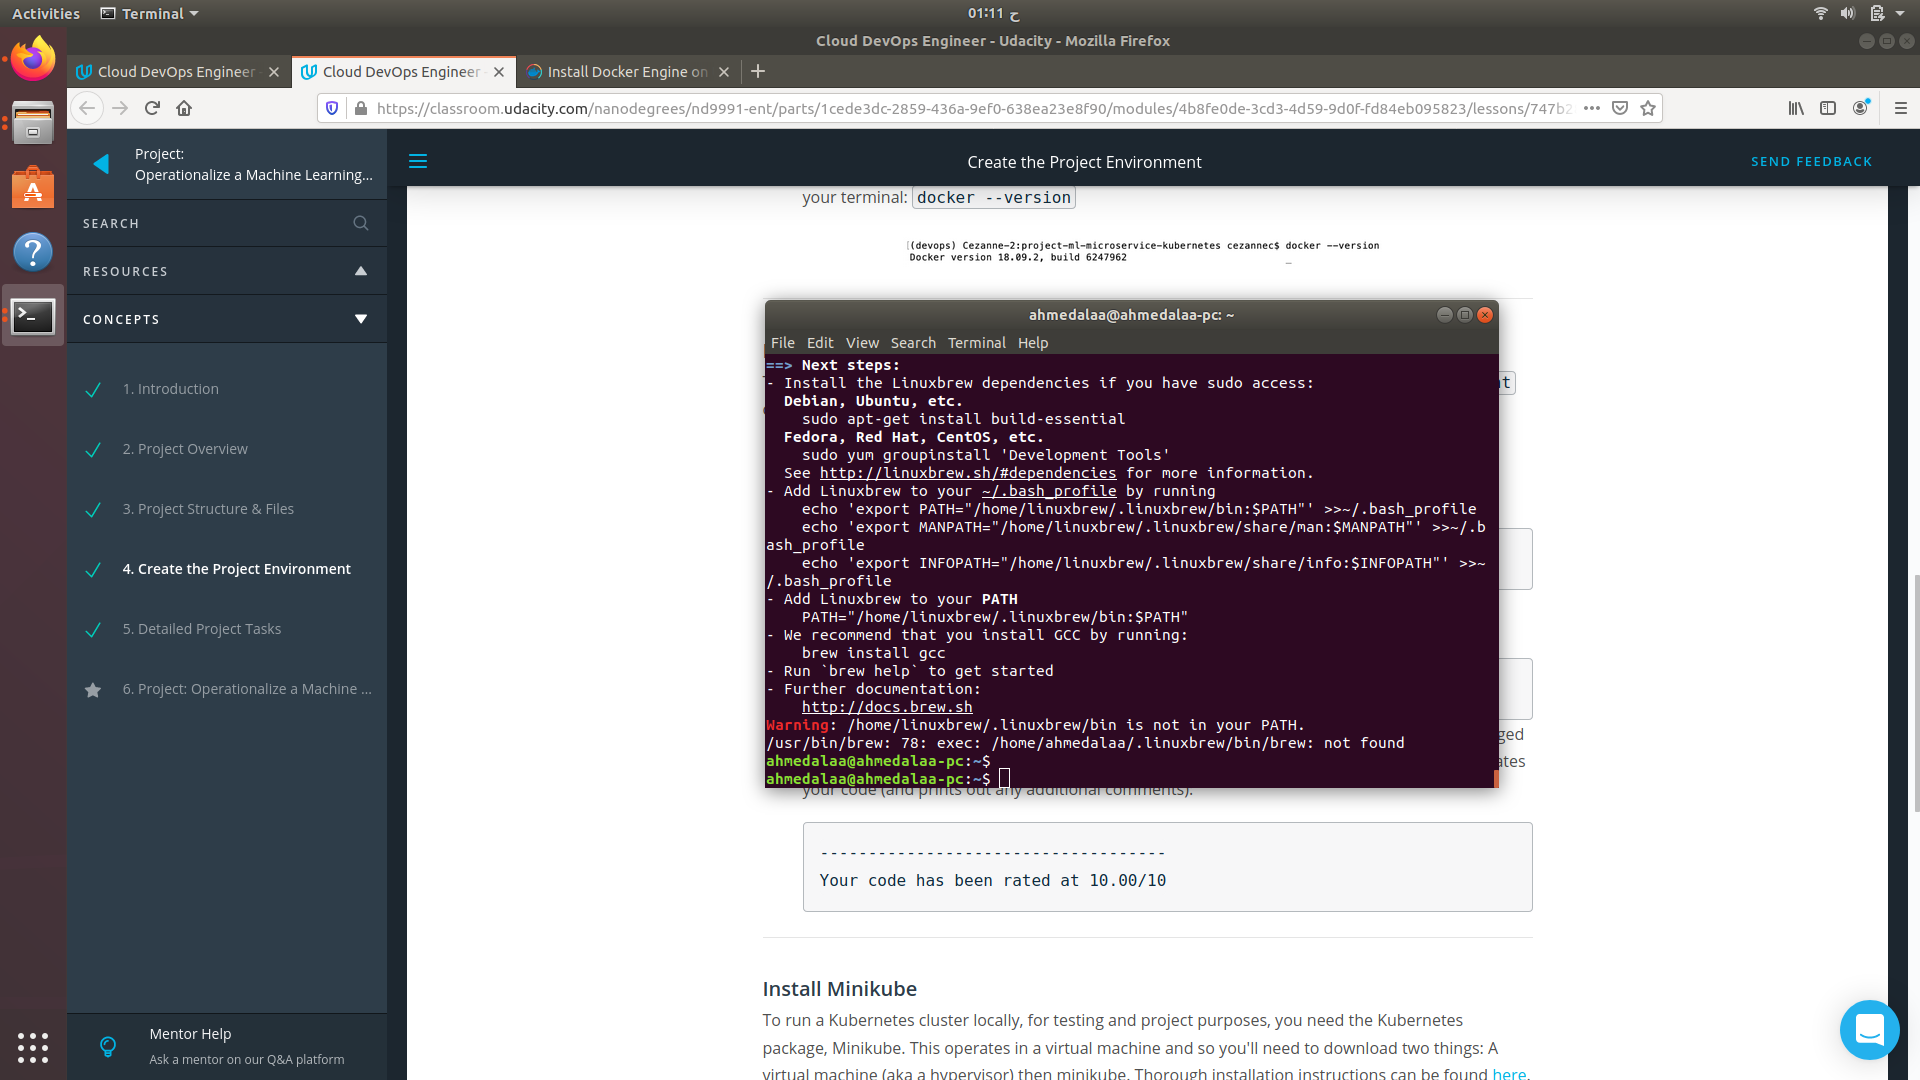 Activities
Terminal
01:11 ح
Cloud DevOps Engineer - Udacity - Mozilla Firefox
Cloud DevOps Engineer
Cloud DevOps Engineer
Install Docker Engine on
https://classroom.udacity.com/nanodegrees/nd9991-ent/parts/1cede3dc-2859-436a-9ef0-638ea23e8f90/modules/4b8fe0de-3cd3-4d59-9d0f-fd84eb095823/lessons/747b2
Project:
Operationalize a Machine Learning...
Create the Project Environment
SEND FEEDBACK
SEARCH
RESOURCES
CONCEPTS
1. Introduction
2. Project Overview
3. Project Structure & Files
4. Create the Project Environment
5. Detailed Project Tasks
6. Project: Operationalize a Machine ...
Mentor Help
Ask a mentor on our Q&A platform
your terminal: docker --version
(devops) Cezanne-2:project-ml-microservice-kubernetes cezannec$ docker --version
Docker version 18.09.2, build 6247962
ahmedalaa@ahmedalaa-pc: ~
File Edit View Search Terminal Help
==> Next steps:
- Install the Linuxbrew dependencies if you have sudo access:
Debian, Ubuntu, etc.
sudo apt-get install build-essential
Fedora, Red Hat, CentOS, etc.
sudo yum groupinstall 'Development Tools'
See http://linuxbrew.sh/#dependencies for more information.
- Add Linuxbrew to your ~/.bash_profile by running
echo 'export PATH="/home/linuxbrew/.linuxbrew/bin:$PATH"' >>~/.bash_profile
echo 'export MANPATH="/home/linuxbrew/.linuxbrew/share/man:$MANPATH"' >>~/.b
ash_profile
echo 'export INFOPATH="/home/linuxbrew/.linuxbrew/share/info:$INFOPATH"' >>~
/.bash_profile
- Add Linuxbrew to your PATH
PATH="/home/linuxbrew/.linuxbrew/bin:$PATH"
- We recommend that you install GCC by running:
brew install gcc
- Run `brew help` to get started
- Further documentation:
http://docs.brew.sh
Warning: /home/linuxbrew/.linuxbrew/bin is not in your PATH.
/usr/bin/brew: 78: exec: /home/ahmedalaa/.linuxbrew/bin/brew: not found
ahmedalaa@ahmedalaa-pc:~$
ahmedalaa@ahmedalaa-pc:~$
ged
ates
your code (and prints out any additional comments).
------------------------------------
Your code has been rated at 10.00/10
Install Minikube
To run a Kubernetes cluster locally, for testing and project purposes, you need the Kubernetes
package, Minikube. This operates in a virtual machine and so you'll need to download two things: A
virtual machine (aka a hypervisor) then minikube. Thorough installation instructions can be found here.